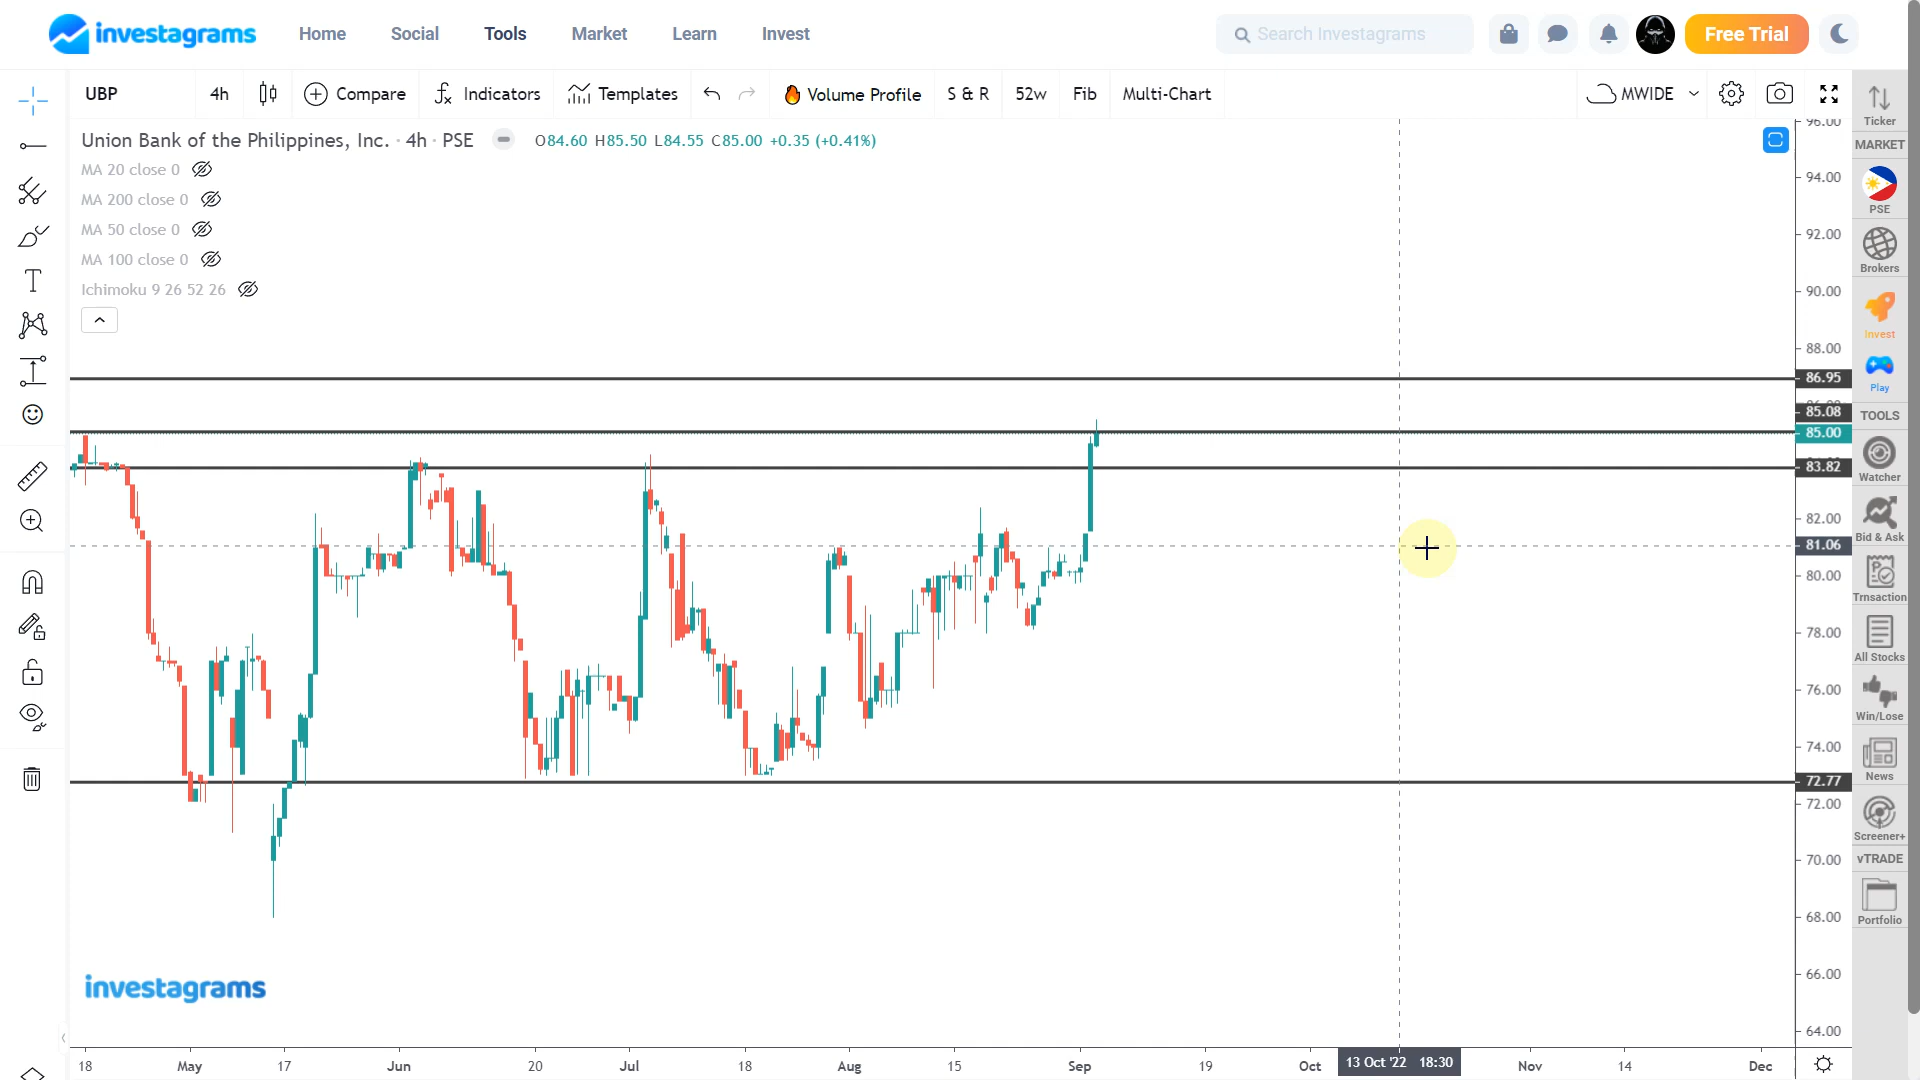 investagrams
Home
Social
Tools
Market
Learn
Invest
Search Investagrams
Free Trial
UBP
4h
Compare
Indicators
Templates
Volume Profile
S & R
52w
Fib
Multi-Chart
MWIDE
Union Bank of the Philippines, Inc. · 4h · PSE
O84.60 H85.50 L84.55 C85.00 +0.35 (+0.41%)
MA 20 close 0
MA 200 close 0
MA 50 close 0
MA 100 close 0
Ichimoku 9 26 52 26
96.00
94.00
92.00
90.00
88.00
86.95
85.08
85.00
83.82
82.00
81.06
80.00
78.00
76.00
74.00
72.77
72.00
70.00
68.00
66.00
64.00
Ticker
MARKET
PSE
Brokers
Invest
Play
TOOLS
Watcher
Bid & Ask
Trnsaction
All Stocks
Win/Lose
News
Screener+
vTRADE
Portfolio
investagrams
18
May
17
Jun
20
Jul
18
Aug
15
Sep
19
Oct
13 Oct '22 18:30
Nov
14
Dec